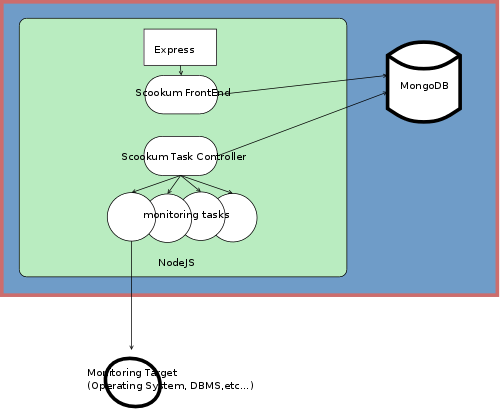 Express
Scookum FrontEnd
MongoDB
Scookum Task Controller
monitoring tasks
NodeJS
Monitoring Target
(Operating System, DBMS,etc...)